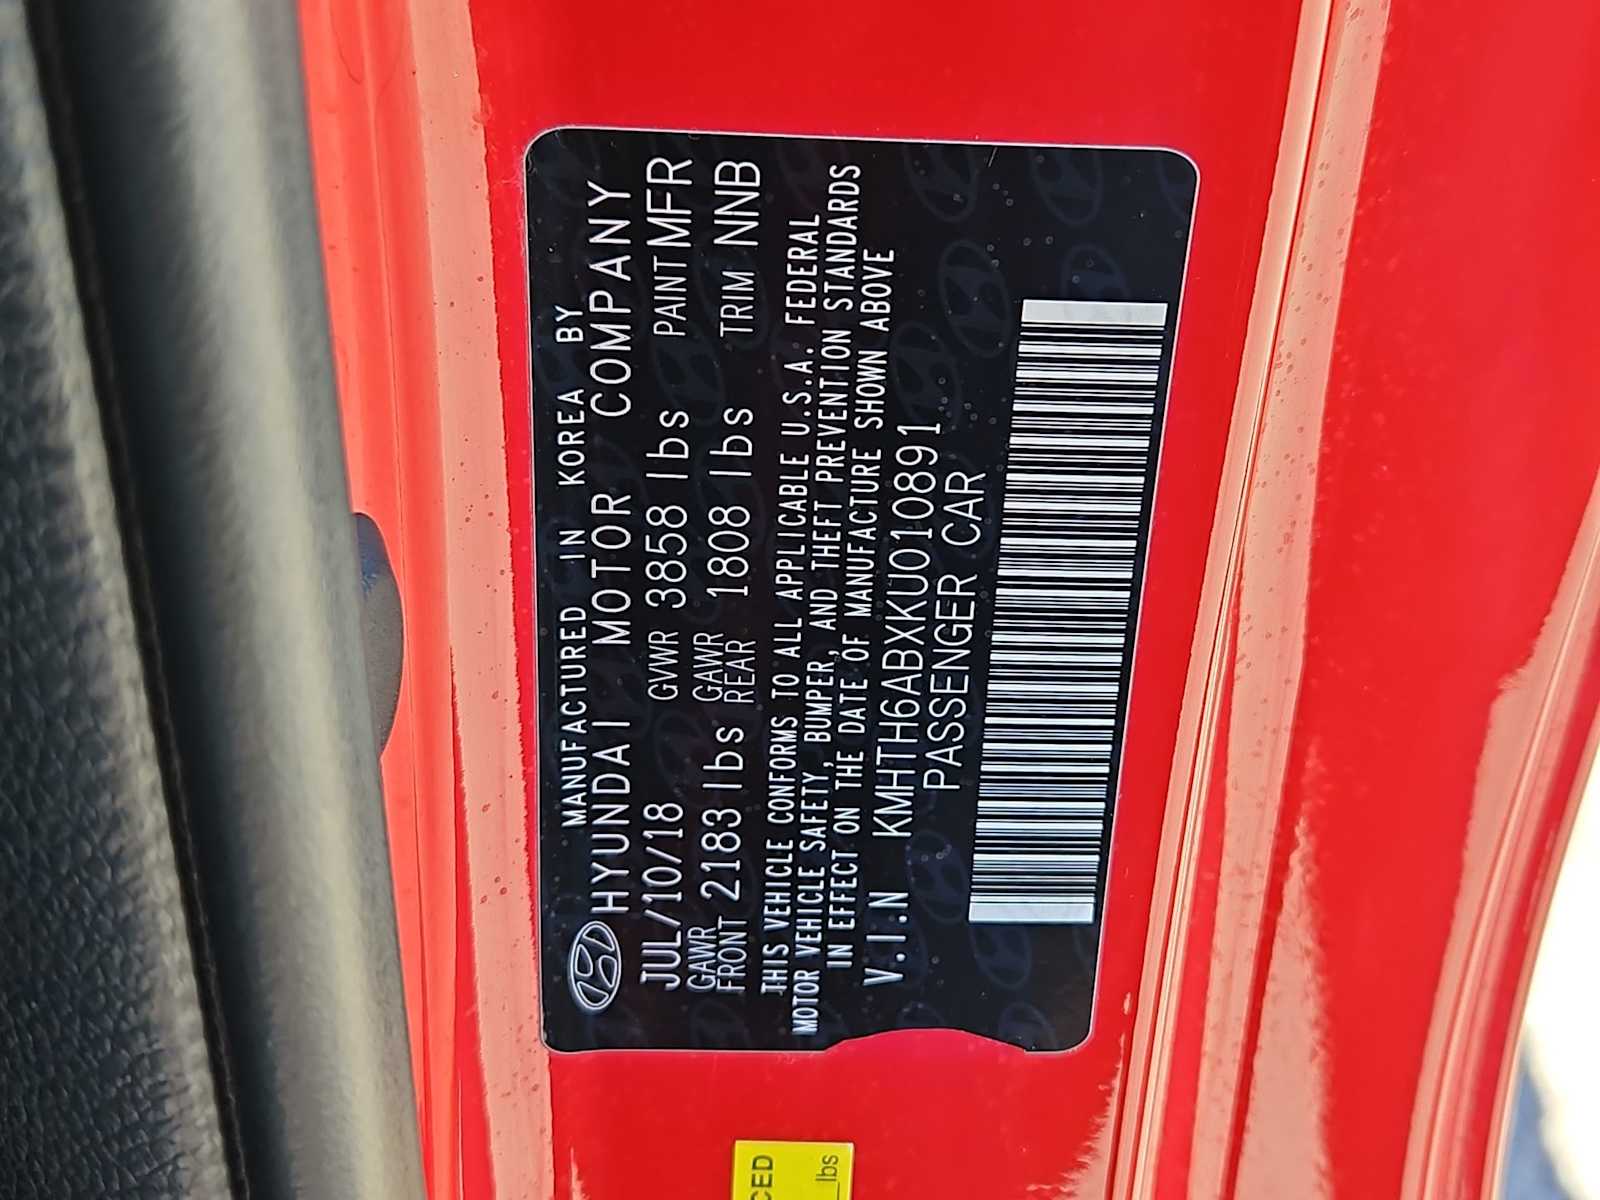 MANUFACTURED IN KOREA BY
HYUNDAI MOTOR COMPANY
JUL/10/18 GVWR 3858 lbs PAINT MFR
GAWR FRONT 2183 lbs GAWR REAR 1808 lbs TRIM NNB
THIS VEHICLE CONFORMS TO ALL APPLICABLE U.S.A. FEDERAL
MOTOR VEHICLE SAFETY, BUMPER, AND THEFT PREVENTION STANDARDS
IN EFFECT ON THE DATE OF MANUFACTURE SHOWN ABOVE
V.I.N KMHTH6ABXKU010891
PASSENGER CAR
CED
_lbs